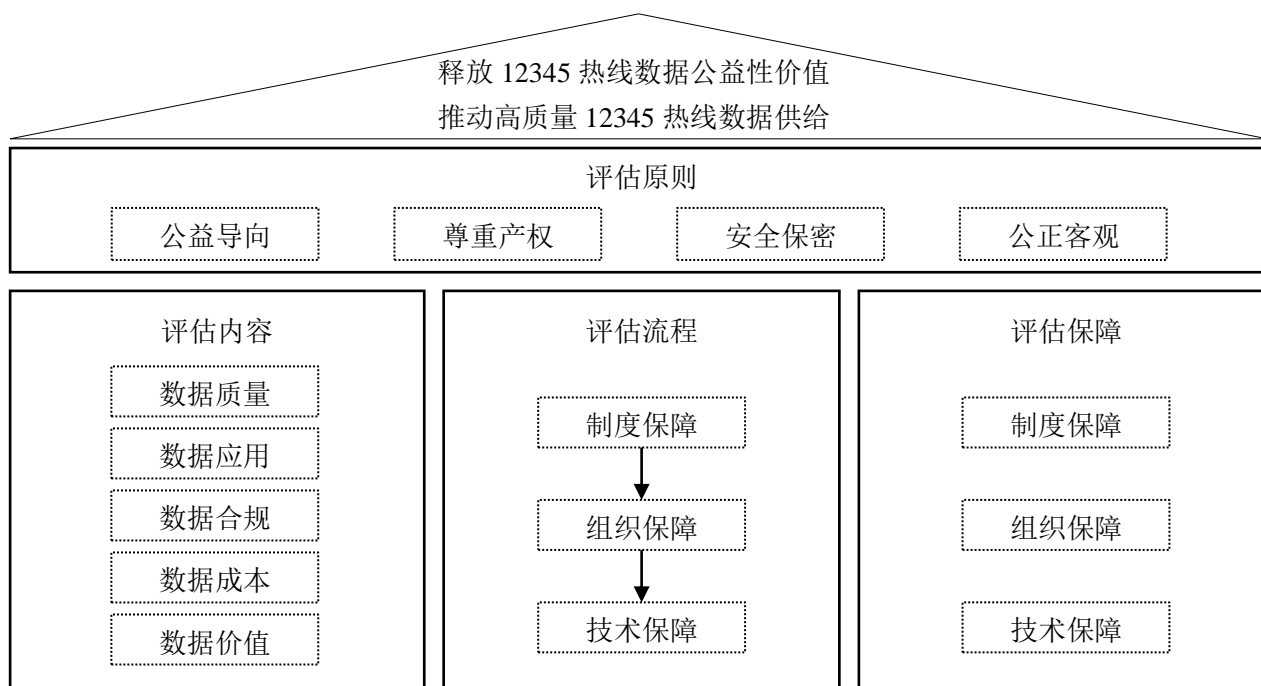 释放 12345 热线数据公益性价值
推动高质量 12345 热线数据供给
评估原则
公益导向
尊重产权
安全保密
公正客观
评估内容
数据质量
数据应用
数据合规
数据成本
数据价值
评估流程
制度保障
组织保障
技术保障
评估保障
制度保障
组织保障
技术保障